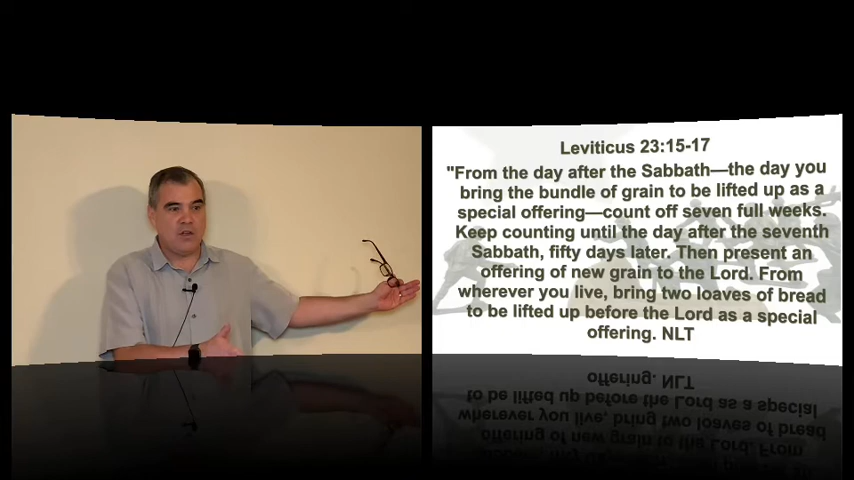 Leviticus 23:15-17
"From the day after the Sabbath—the day you
bring the bundle of grain to be lifted up as a
special offering—count off seven full weeks.
Keep counting until the day after the seventh
Sabbath, fifty days later. Then present an
offering of new grain to the Lord. From
wherever you live, bring two loaves of bread
to be lifted up before the Lord as a special
offering. NLT